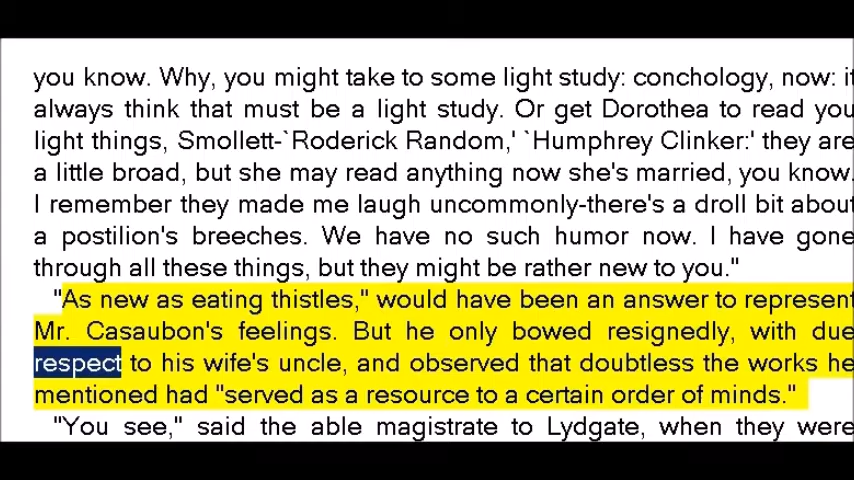 you know. Why, you might take to some light study: conchology, now: it
always think that must be a light study. Or get Dorothea to read you
light things, Smollett-`Roderick Random,' `Humphrey Clinker:' they are
a little broad, but she may read anything now she's married, you know.
I remember they made me laugh uncommonly-there's a droll bit about
a postilion's breeches. We have no such humor now. I have gone
through all these things, but they might be rather new to you."
"As new as eating thistles," would have been an answer to represent
Mr. Casaubon's feelings. But he only bowed resignedly, with due
respect to his wife's uncle, and observed that doubtless the works he
mentioned had "served as a resource to a certain order of minds."
"You see," said the able magistrate to Lydgate, when they were